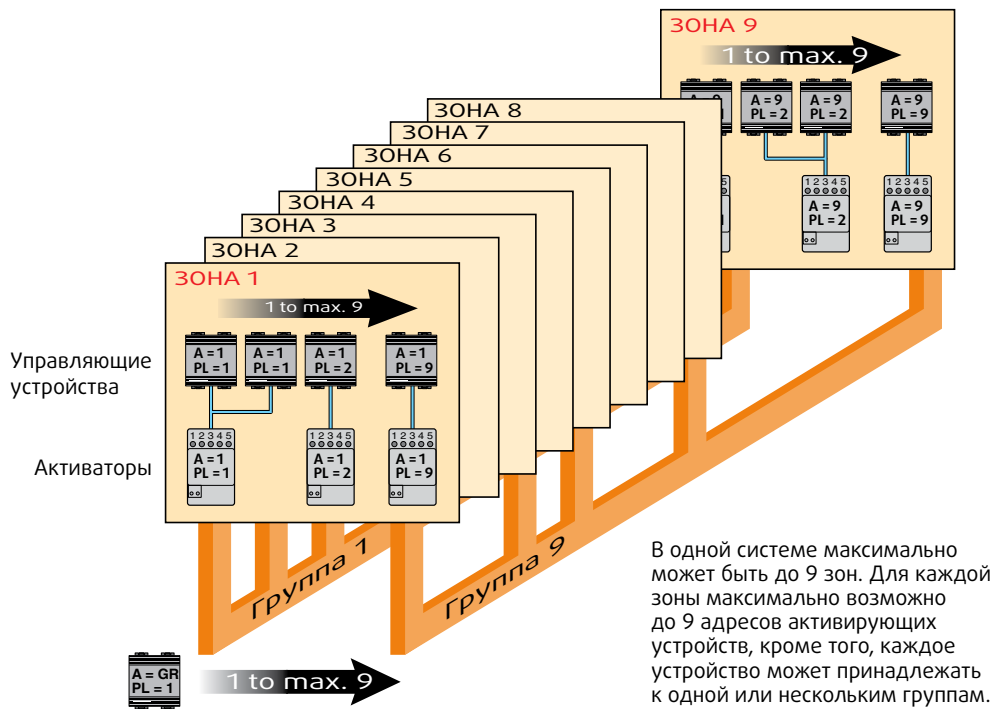 ЗОНА 9
1 to max. 9
A = 9
PL = 2
A = 9
PL = 2
A = 9
PL = 9
1 2 3 4 5
A = 9
PL = 2
1 2 3 4 5
A = 9
PL = 9
ЗОНА 8
ЗОНА 7
ЗОНА 6
ЗОНА 5
ЗОНА 4
ЗОНА 3
ЗОНА 2
ЗОНА 1
1 to max. 9
Управляющие
устройства
A = 1
PL = 1
A = 1
PL = 1
A = 1
PL = 2
A = 1
PL = 9
Активаторы
1 2 3 4 5
A = 1
PL = 1
1 2 3 4 5
A = 1
PL = 2
1 2 3 4 5
A = 1
PL = 9
Группа 1
Группа 9
В одной системе максимально
может быть до 9 зон. Для каждой
зоны максимально возможно
до 9 адресов активирующих
устройств, кроме того, каждое
устройство может принадлежать
к одной или нескольким группам.
A = GR
PL = 1
1 to max. 9